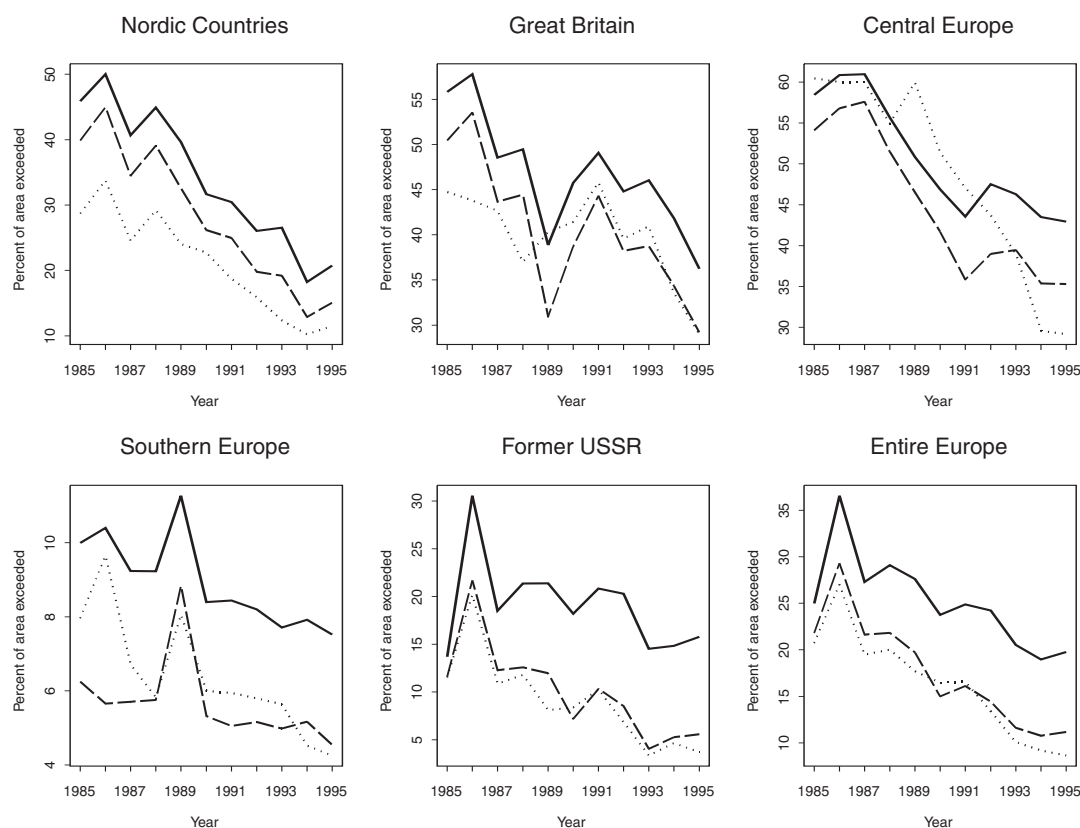 Nordic Countries
Percent of area exceeded
50
40
30
20
10
1985 1987 1989 1991 1993 1995
Year
Great Britain
Percent of area exceeded
55
50
45
40
35
30
1985 1987 1989 1991 1993 1995
Year
Central Europe
Percent of area exceeded
60
55
50
45
40
35
30
1985 1987 1989 1991 1993 1995
Year
Southern Europe
Percent of area exceeded
10
8
6
4
1985 1987 1989 1991 1993 1995
Year
Former USSR
Percent of area exceeded
30
25
20
15
10
5
1985 1987 1989 1991 1993 1995
Year
Entire Europe
Percent of area exceeded
35
30
25
20
15
10
1985 1987 1989 1991 1993 1995
Year